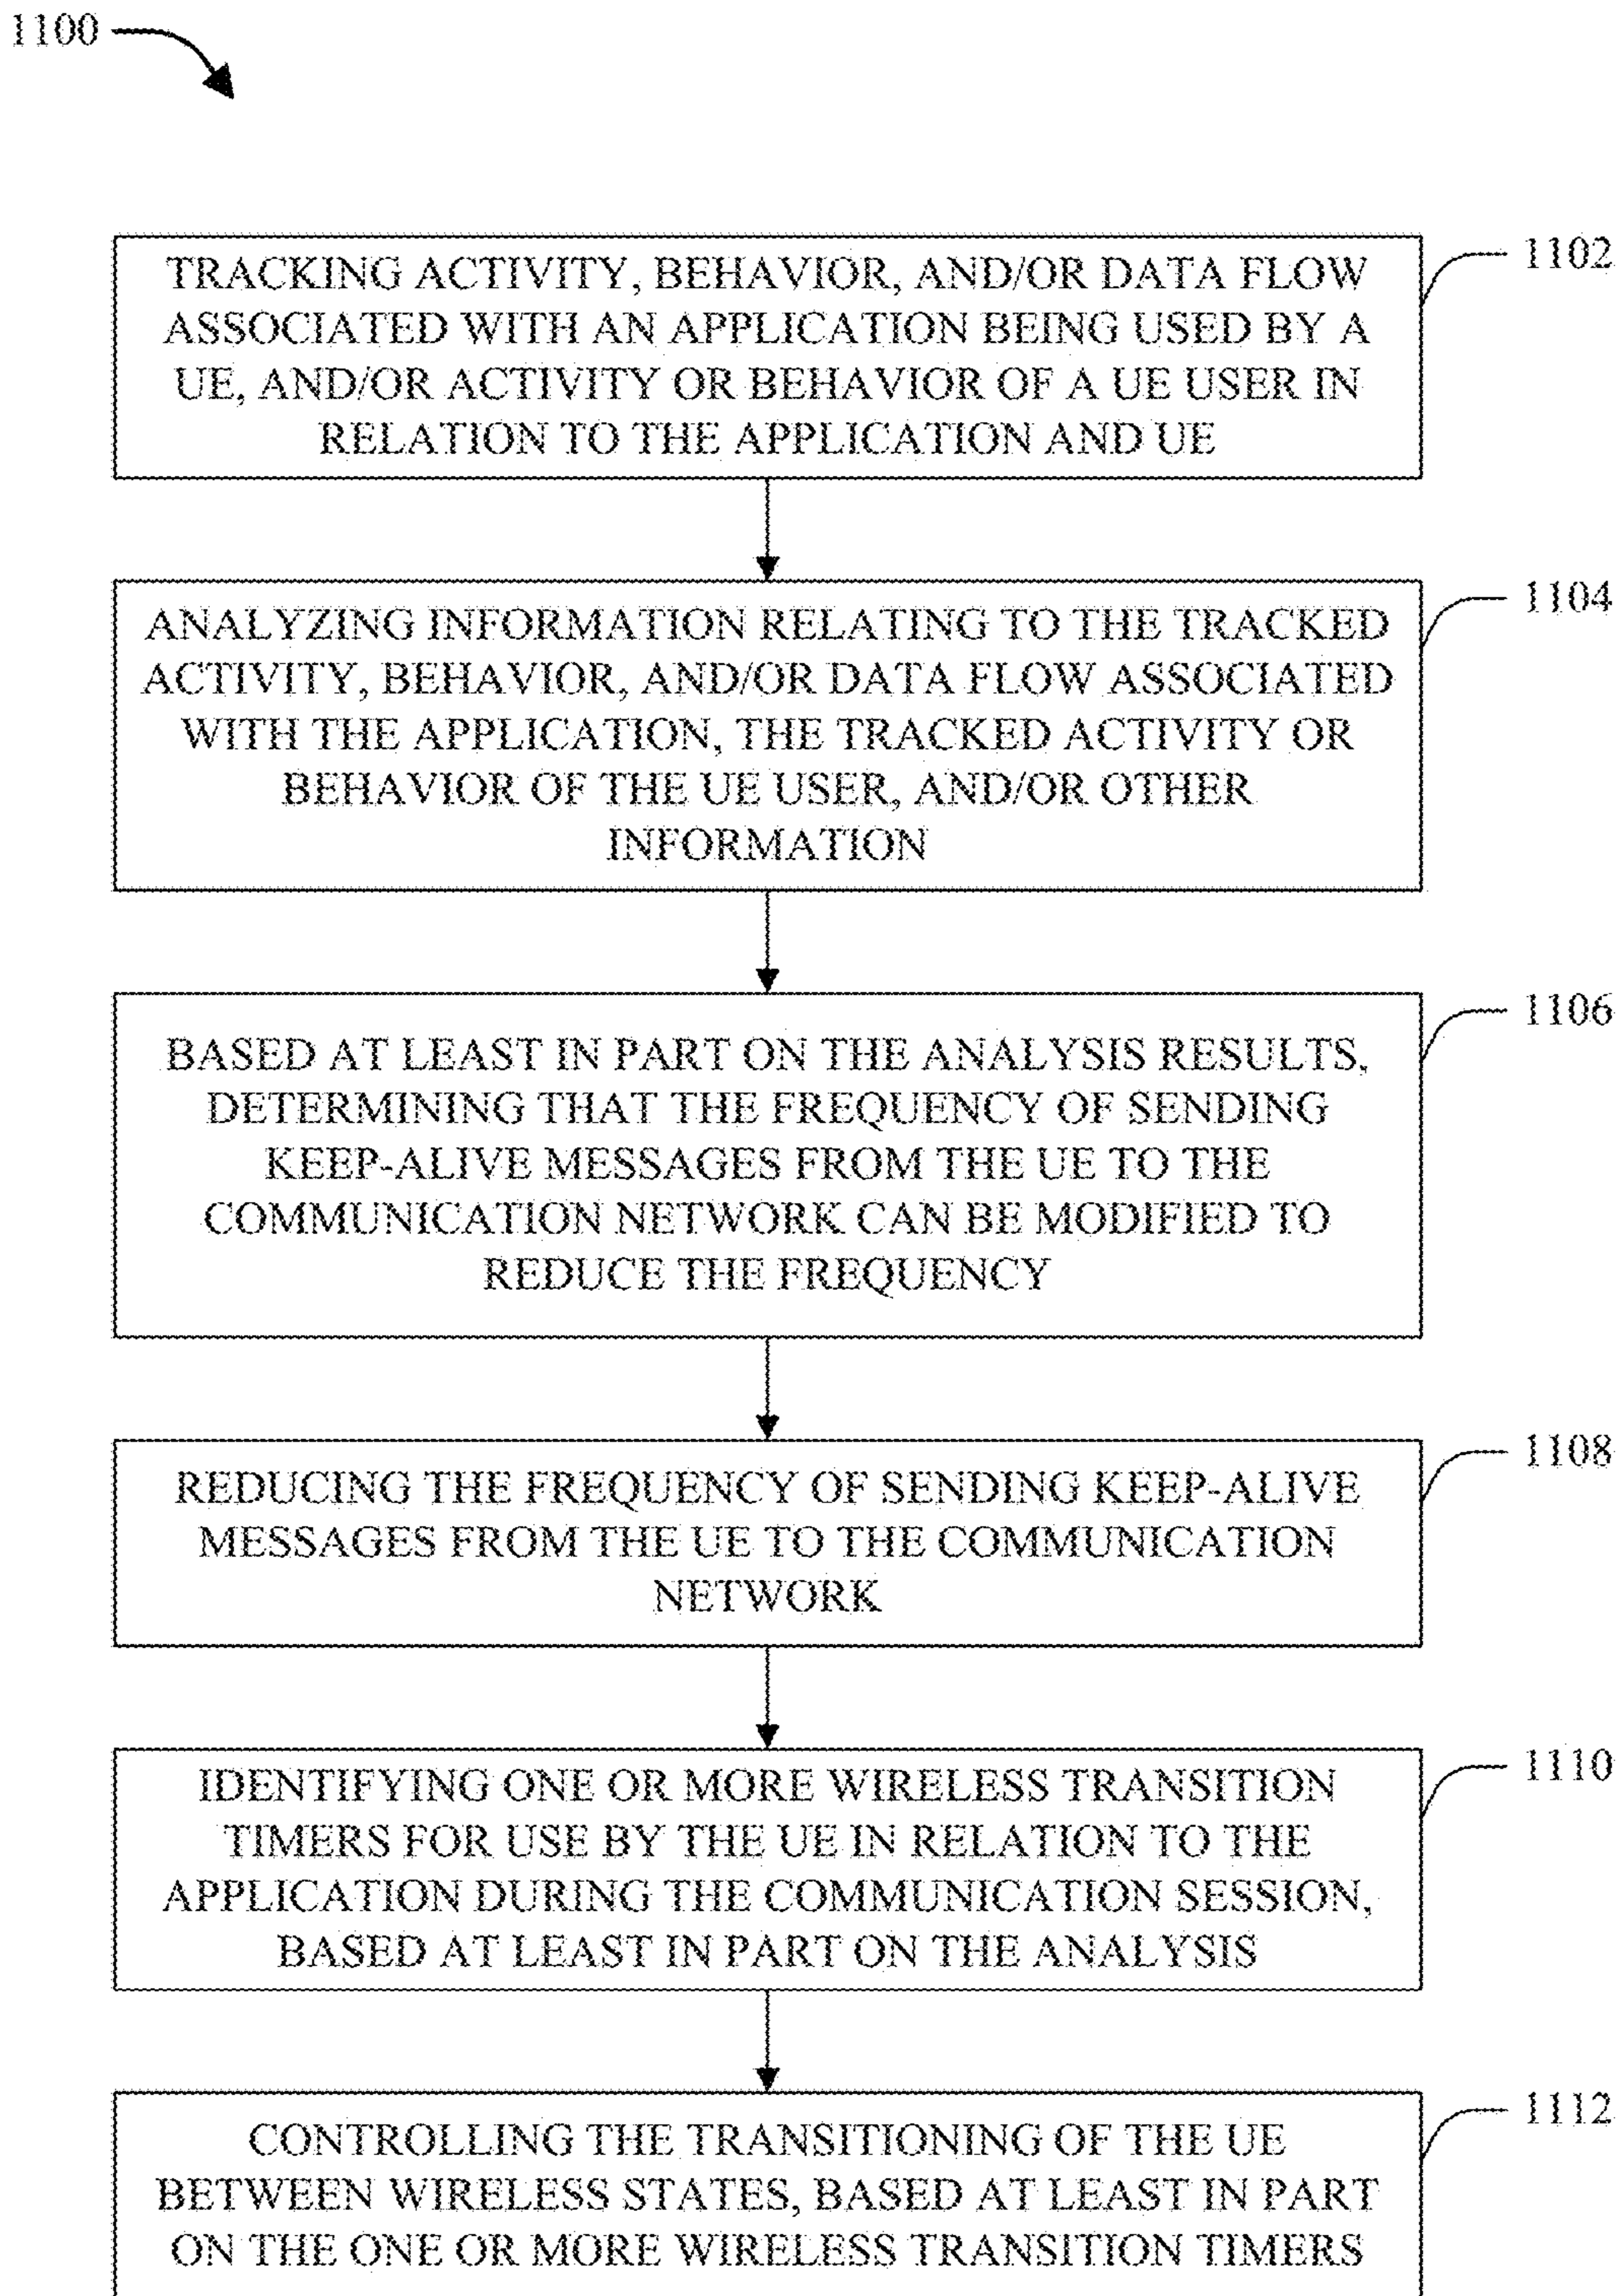 1100
1102
TRACKING ACTIVITY, BEHAVIOR, AND/OR DATA FLOW
ASSOCIATED WITH AN APPLICATION BEING USED BY A
UE, AND/OR ACTIVITY OR BEHAVIOR OF A UE USER IN
RELATION TO THE APPLICATION AND UE
1104
ANALYZING INFORMATION RELATING TO THE TRACKED
ACTIVITY, BEHAVIOR, AND/OR DATA FLOW ASSOCIATED
WITH THE APPLICATION, THE TRACKED ACTIVITY OR
BEHAVIOR OF THE UE USER, AND/OR OTHER
INFORMATION
1106
BASED AT LEAST IN PART ON THE ANALYSIS RESULTS,
DETERMINING THAT THE FREQUENCY OF SENDING
KEEP-ALIVE MESSAGES FROM THE UE TO THE
COMMUNICATION NETWORK CAN BE MODIFIED TO
REDUCE THE FREQUENCY
1108
REDUCING THE FREQUENCY OF SENDING KEEP-ALIVE
MESSAGES FROM THE UE TO THE COMMUNICATION
NETWORK
1110
IDENTIFYING ONE OR MORE WIRELESS TRANSITION
TIMERS FOR USE BY THE UE IN RELATION TO THE
APPLICATION DURING THE COMMUNICATION SESSION,
BASED AT LEAST IN PART ON THE ANALYSIS
1112
CONTROLLING THE TRANSITIONING OF THE UE
BETWEEN WIRELESS STATES, BASED AT LEAST IN PART
ON THE ONE OR MORE WIRELESS TRANSITION TIMERS